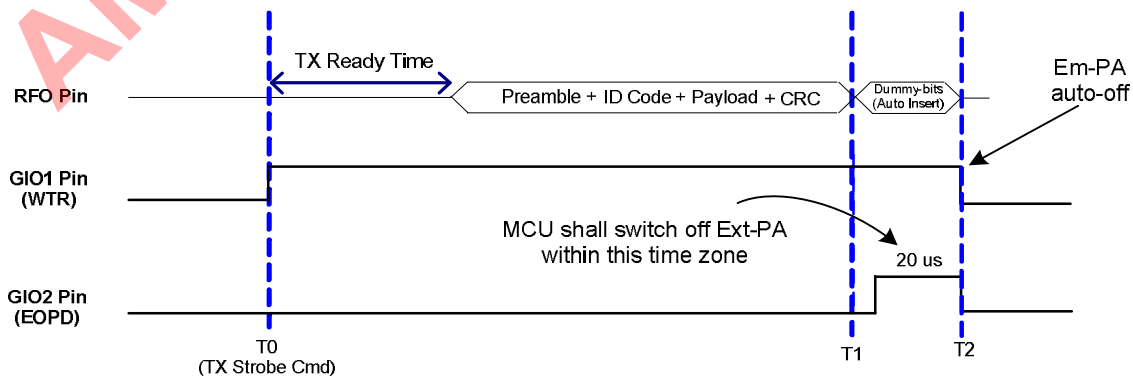 AM
TX Ready Time
Em-PA
auto-off
RFO Pin
Preamble + ID Code + Payload + CRC
Dummy-bits
(Auto Insert)
GIO1 Pin
(WTR)
MCU shall switch off Ext-PA
within this time zone
20 us
GIO2 Pin
(EOPD)
T0
(TX Strobe Cmd)
T1
T2